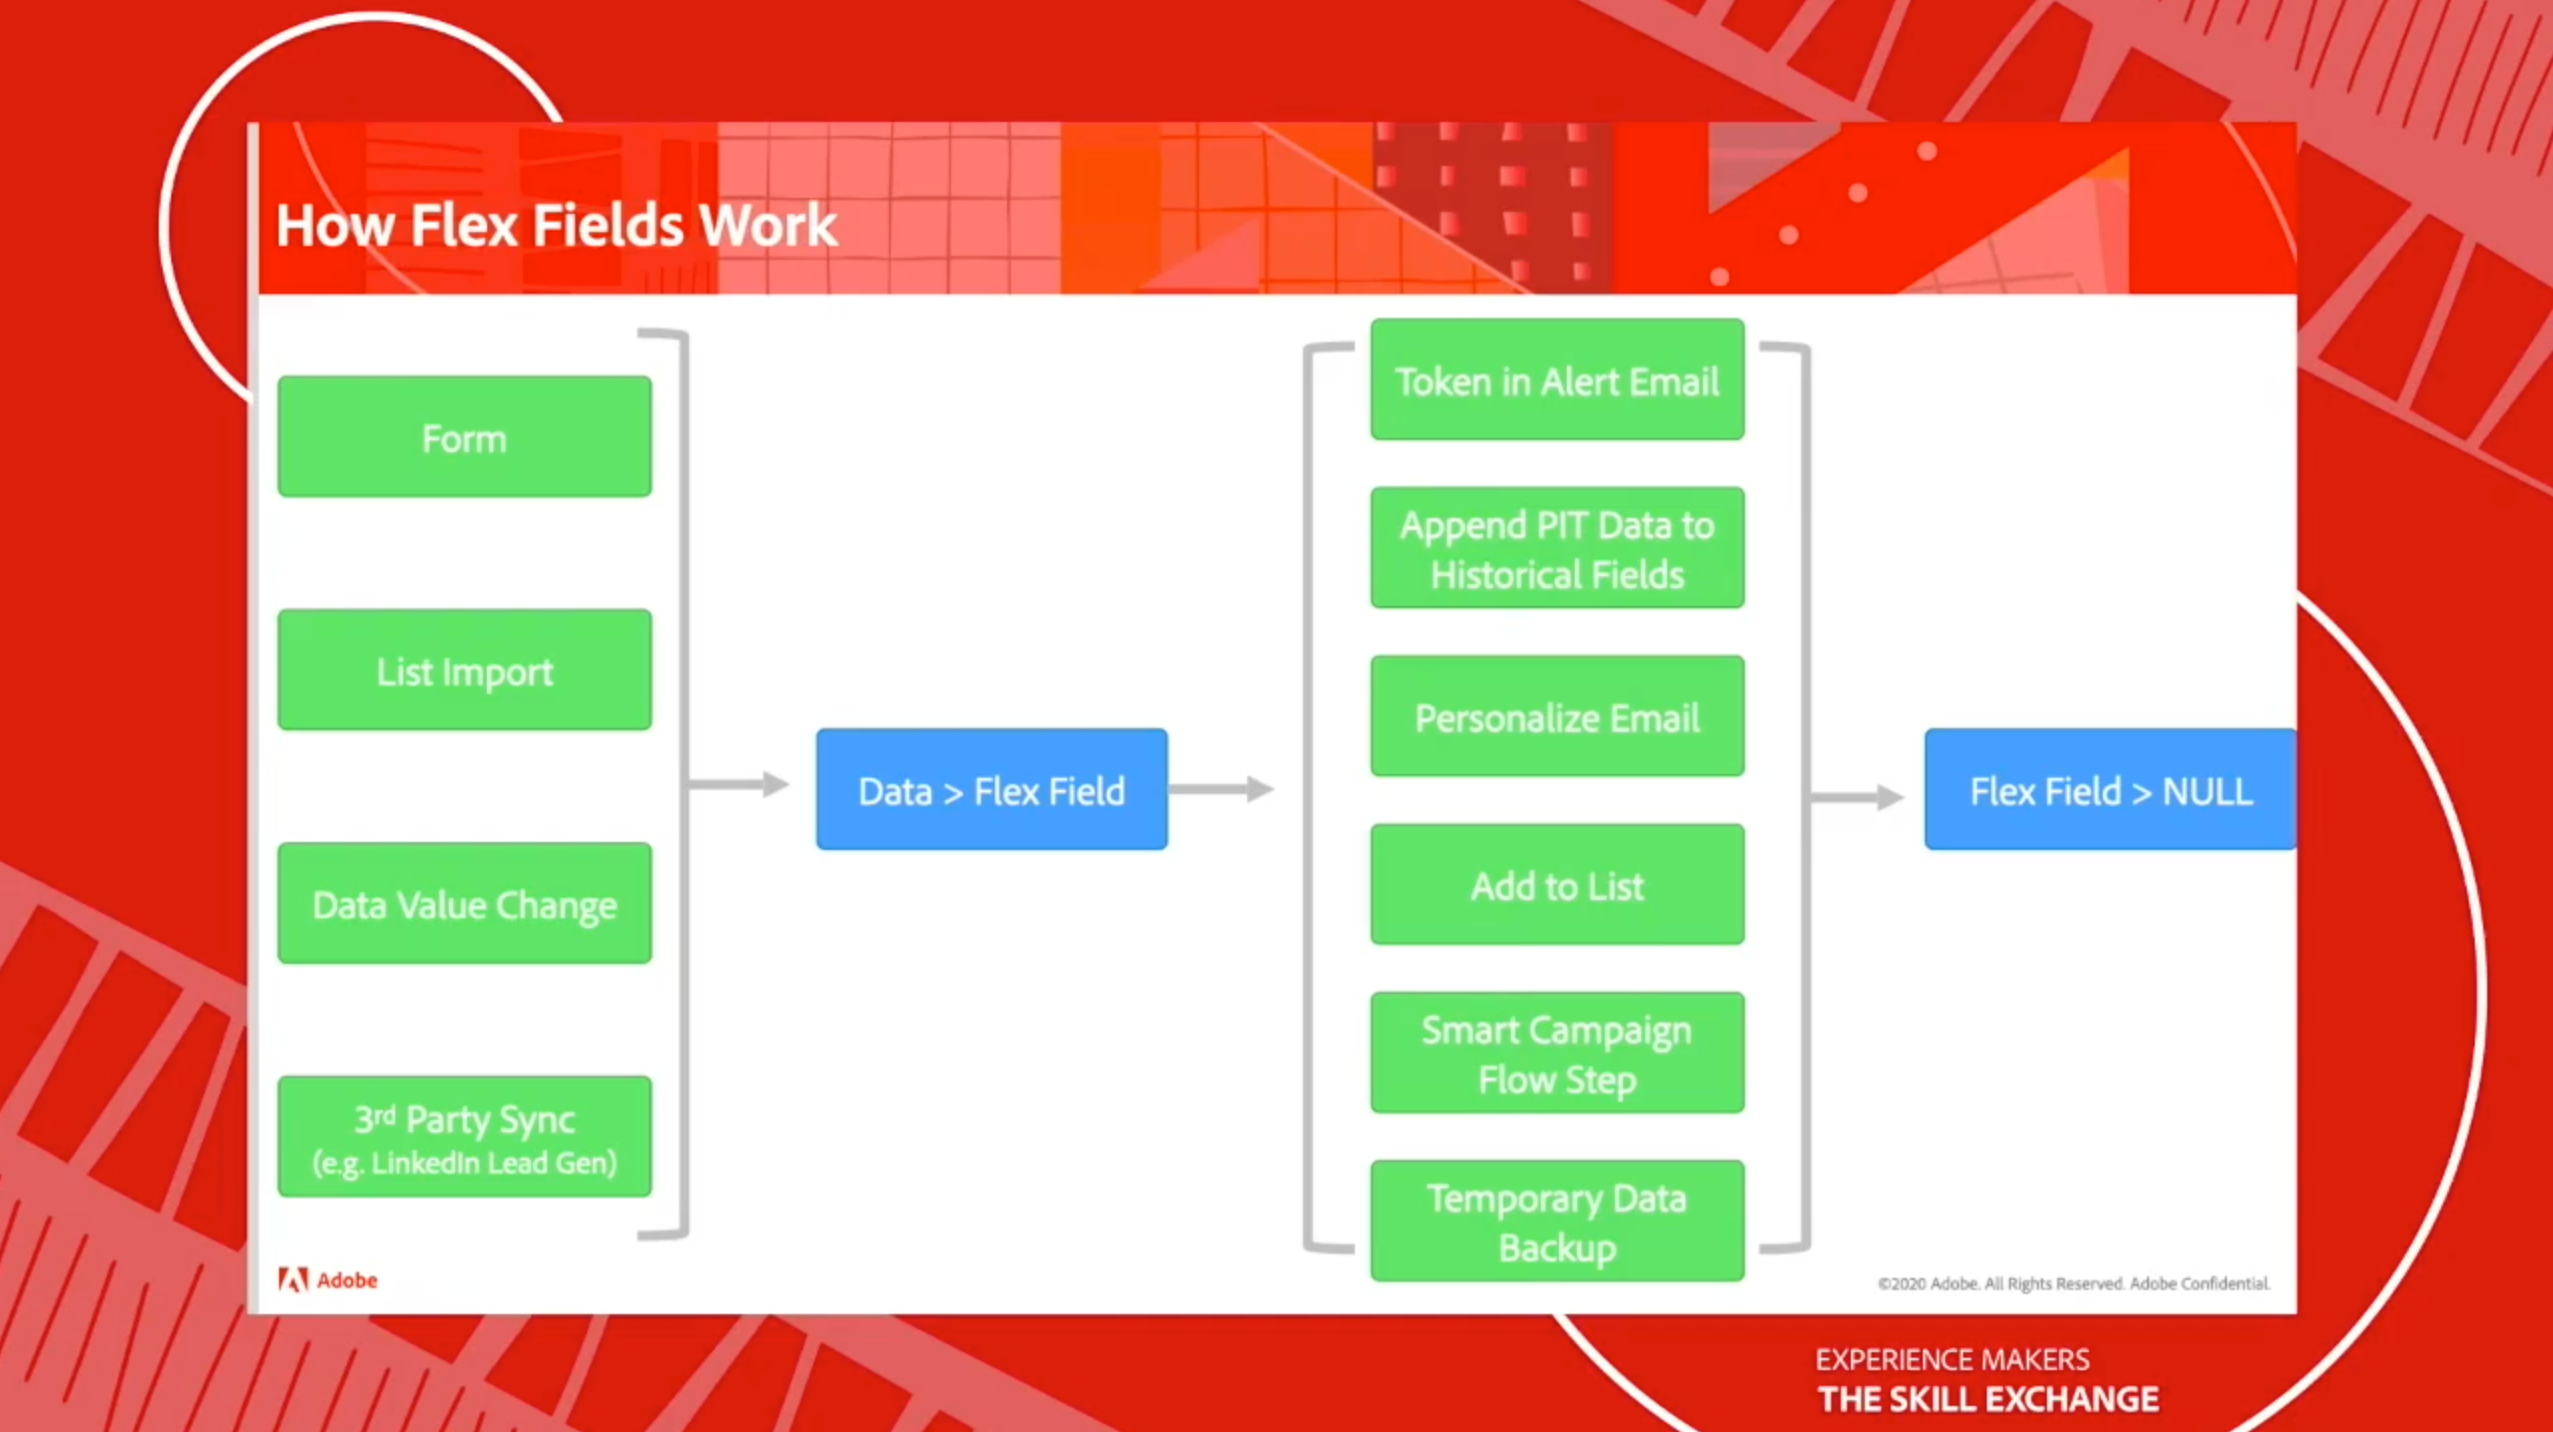 How Flex Fields Work
Form
List Import
Data Value Change
3rd Party Sync
(e.g. LinkedIn Lead Gen)
Data > Flex Field
Token in Alert Email
Append PIT Data to
Historical Fields
Personalize Email
Add to List
Smart Campaign
Flow Step
Temporary Data
Backup
Flex Field > NULL
Adobe
©2020 Adobe. All Rights Reserved. Adobe Confidential.
EXPERIENCE MAKERS
THE SKILL EXCHANGE